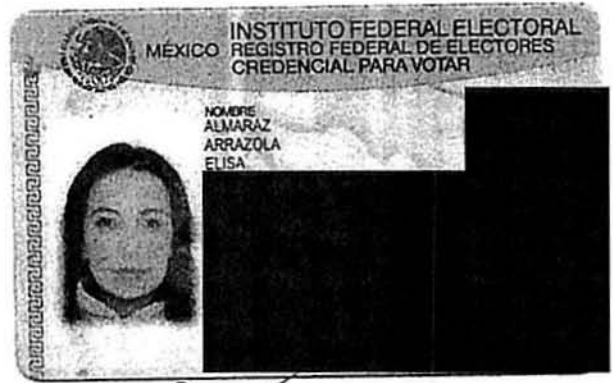 INSTITUTO FEDERAL ELECTORAL
MÉXICO REGISTRO FEDERAL DE ELECTORES
CREDENCIAL PARA VOTAR
NOMBRE
ALMARAZ
ARRAZOLA
ELISA